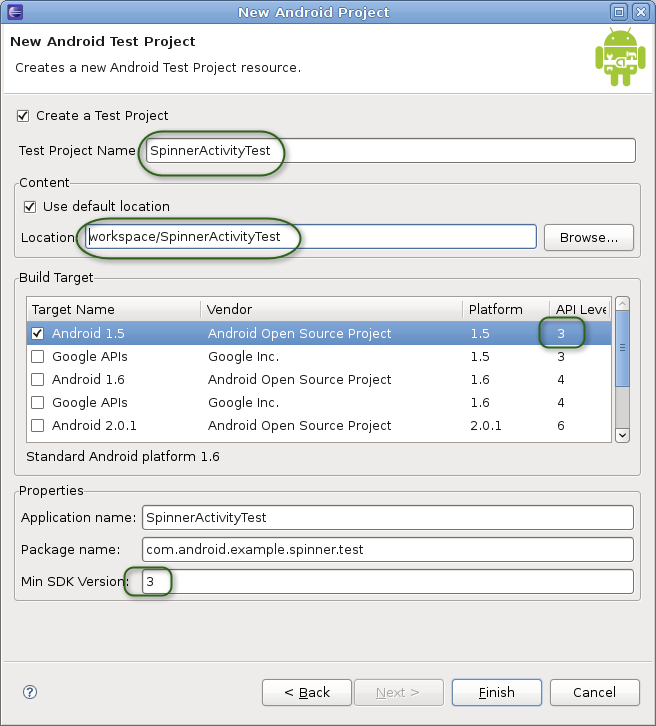 New Android Project
New Android Test Project
Creates a new Android Test Project resource.
Create a Test Project
Test Project Name: SpinnerActivityTest
Content
Use default location
Location: workspace/SpinnerActivityTest Browse...
Build Target
Target Name Vendor Platform API Leve
Android 1.5 Android Open Source Project 1.5 3
Google APIs Google Inc. 1.5 3
Android 1.6 Android Open Source Project 1.6 4
Google APIs Google Inc. 1.6 4
Android 2.0.1 Android Open Source Project 2.0.1 6
Standard Android platform 1.6
Properties
Application name: SpinnerActivityTest
Package name: com.android.example.spinner.test
Min SDK Version: 3
? < Back Next > Finish Cancel